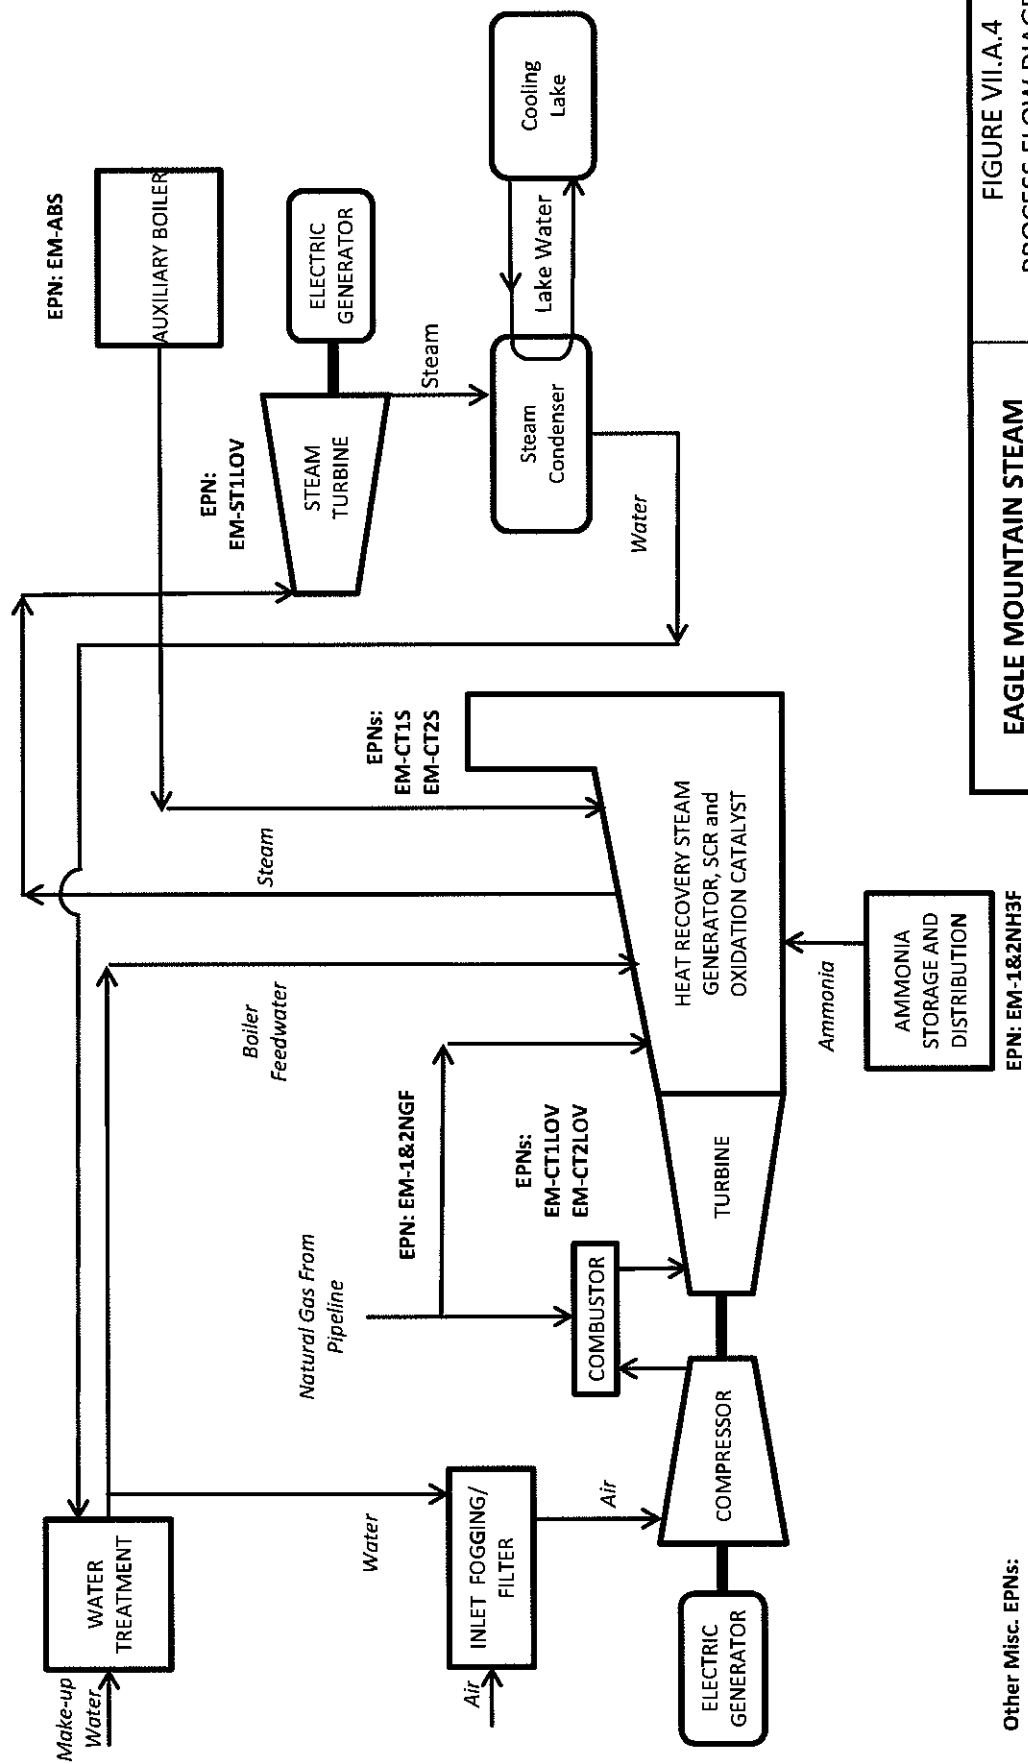 Make-up
Water
WATER
TREATMENT
Air
INLET FOGGING/
FILTER
Water
Air
ELECTRIC
GENERATOR
COMPRESSOR
COMBUSTOR
Natural Gas From
Pipeline
EPN: EM-1&2NGF
EPNs:
EM-CT1LOV
EM-CT2LOV
TURBINE
Boiler
Feedwater
Steam
EPNs:
EM-CT1S
EM-CT2S
HEAT RECOVERY STEAM
GENERATOR, SCR and
OXIDATION CATALYST
Ammonia
AMMONIA
STORAGE AND
DISTRIBUTION
EPN: EM-1&2NH3F
EPN:
EM-ST1LOV
STEAM
TURBINE
ELECTRIC
GENERATOR
EPN: EM-ABS
AUXILIARY BOILER
Steam
Steam
Condenser
Water
Lake Water
Cooling
Lake
Other Misc. EPNs:
EAGLE MOUNTAIN STEAM
FIGURE VII.A.4